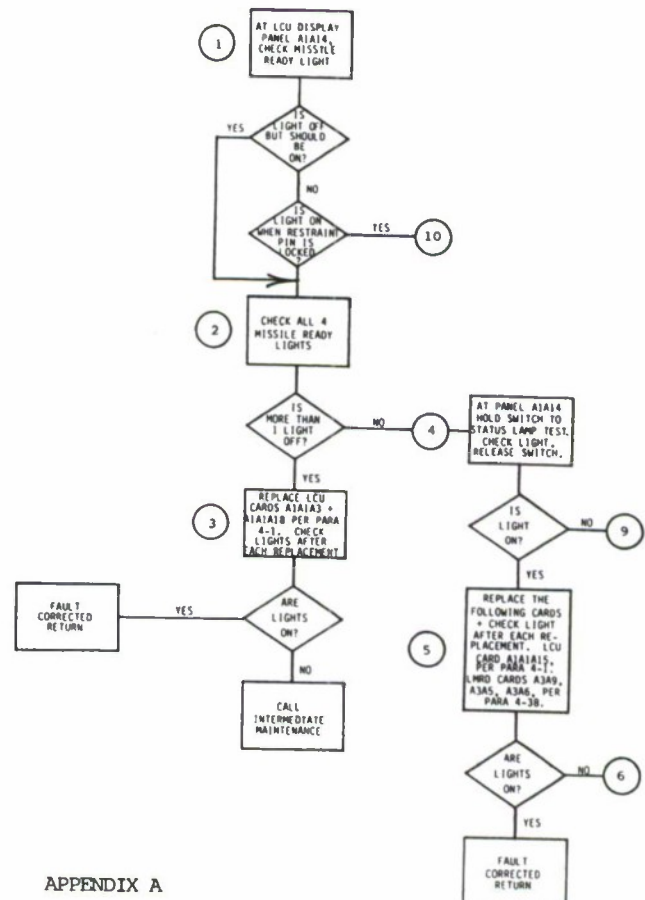 1
AT LCU DISPLAY
PANEL A1A14,
CHECK MISSTLE
READY LIGHT
IS
LIGHT OFF
BUT SHOULD
BE
ON?
YES
NO
IS
LIGHT ON
WHEN RESTRAINT
PIN IS
LOCKED
?
YES
10
2
CHECK ALL 4
MISSILE READY
LIGHTS
IS
MORE THAN
1 LIGHT
OFF?
NO
4
AT PANEL A1A14
HOLD SWITCH TO
STATUS LAMP TEST.
CHECK LIGHT.
RELEASE SWITCH.
YES
3
REPLACE LCU
CARDS A1A1A3 +
A1A1A18 PER PARA
4-1. CHECK
LIGHTS AFTER
EACH REPLACEMENT
IS
LIGHT
ON?
NO
9
YES
ARE
LIGHTS
ON?
YES
FAULT
CORRECTED
RETURN
NO
CALL
INTERMEDTATE
MAINTENANCE
5
REPLACE THE
FOLLOWING CARDS
+ CHECK LIGHT
AFTER EACH RE-
PLACEMENT. LCU
CARD A1A1A15,
PER PARA 4-1.
LMRD CARDS A3A9,
A3A5, A3A6, PER
PARA 4-38.
ARE
LIGHTS
ON?
NO
6
YES
FAULT
CORRECTED
RETURN
APPENDIX A